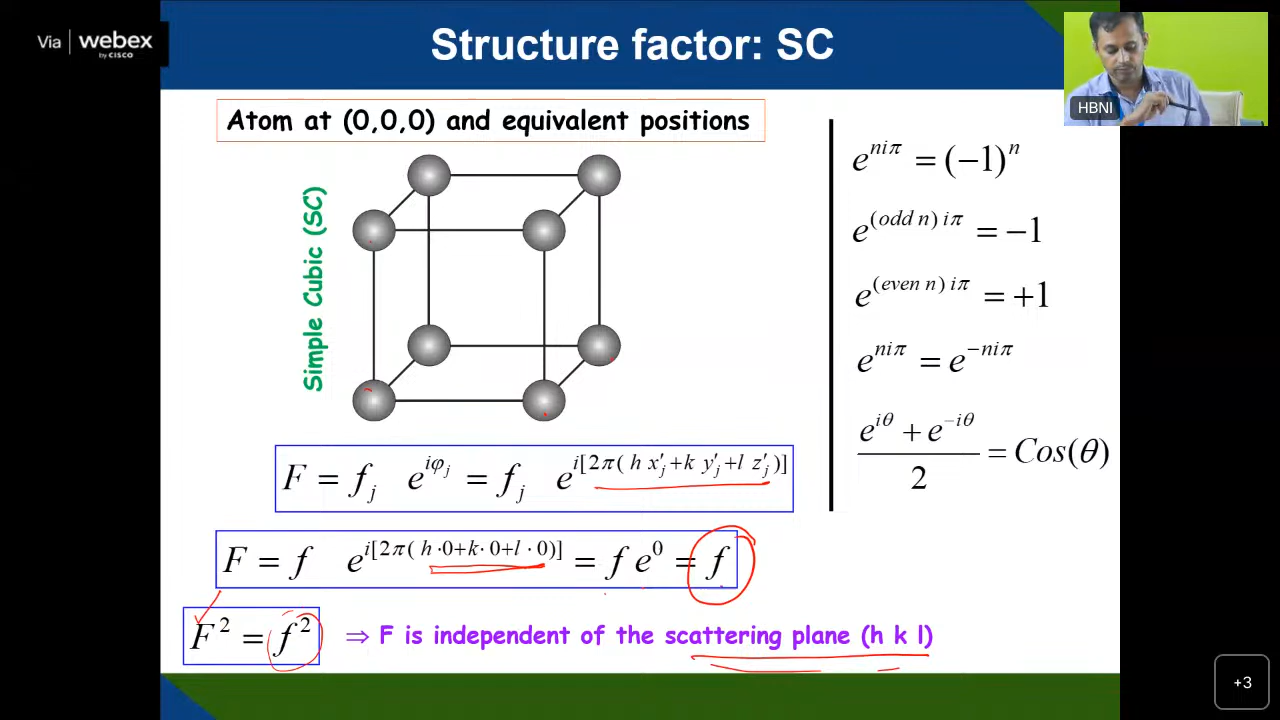 Via | webex
by CISCO
Structure factor: SC
HBNI
Atom at (0,0,0) and equivalent positions
Simple Cubic (SC)
e^{niπ} = (−1)^n
e^{(odd n) iπ} = −1
e^{(even n) iπ} = +1
e^{niπ} = e^{−niπ}
\frac{e^{iθ} + e^{−iθ}}{2} = Cos(θ)
F = f_j e^{iφ_j} = f_j e^{i[2π( h x′_j + k y′_j + l z′_j )]}
F = f e^{i[2π( h·0+k·0+l·0)]} = f e^0 = f
F^2 = f^2 ⇒ F is independent of the scattering plane (h k l)
+3